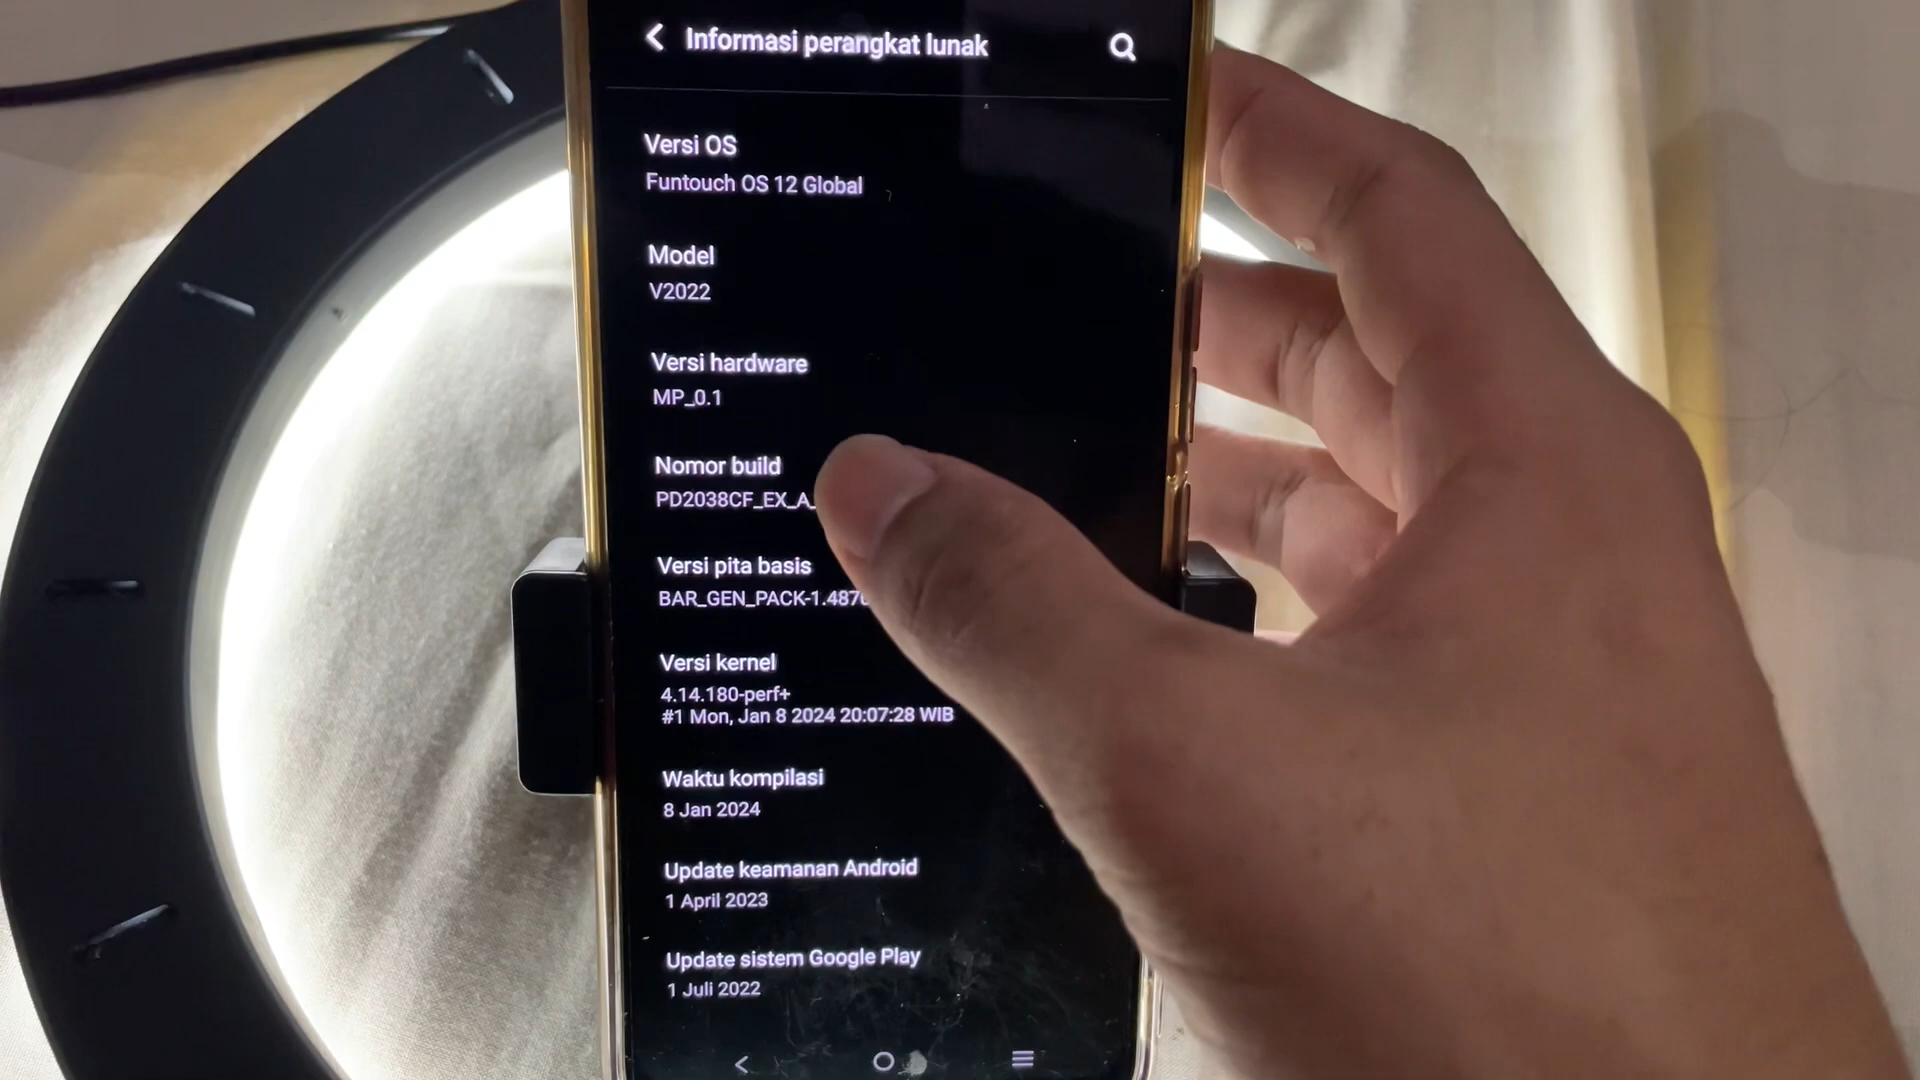 Informasi perangkat lunak
Versi OS
Funtouch OS 12 Global
Model
V2022
Versi hardware
MP_0.1
Nomor build
PD2038CF_EX_A_
Versi pita basis
BAR_GEN_PACK-1.487
Versi kernel
4.14.180-perf+
#1 Mon, Jan 8 2024 20:07:28 WIB
Waktu kompilasi
8 Jan 2024
Update keamanan Android
1 April 2023
Update sistem Google Play
1 Juli 2022